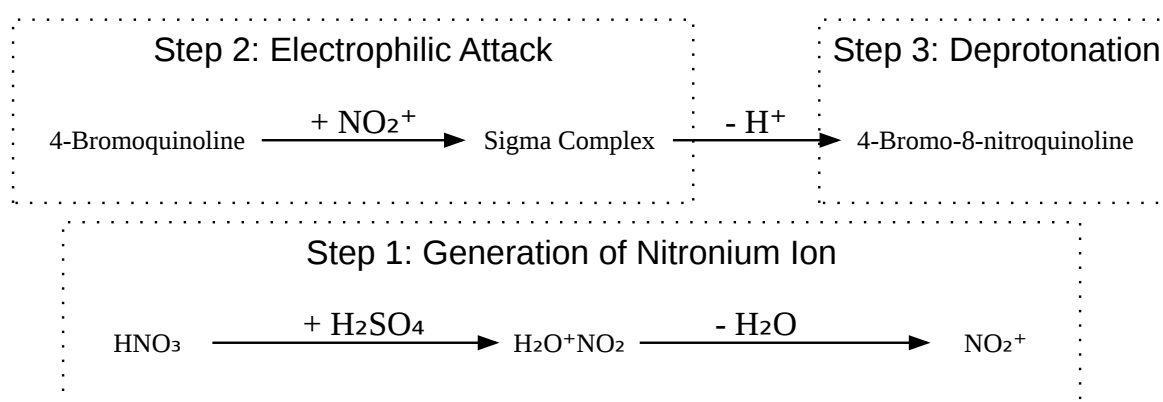 Step 2: Electrophilic Attack
Step 3: Deprotonation
4-Bromoquinoline
+ NO₂⁺
Sigma Complex
- H⁺
4-Bromo-8-nitroquinoline
Step 1: Generation of Nitronium Ion
HNO₃
+ H₂SO₄
H₂O⁺NO₂
- H₂O
NO₂⁺